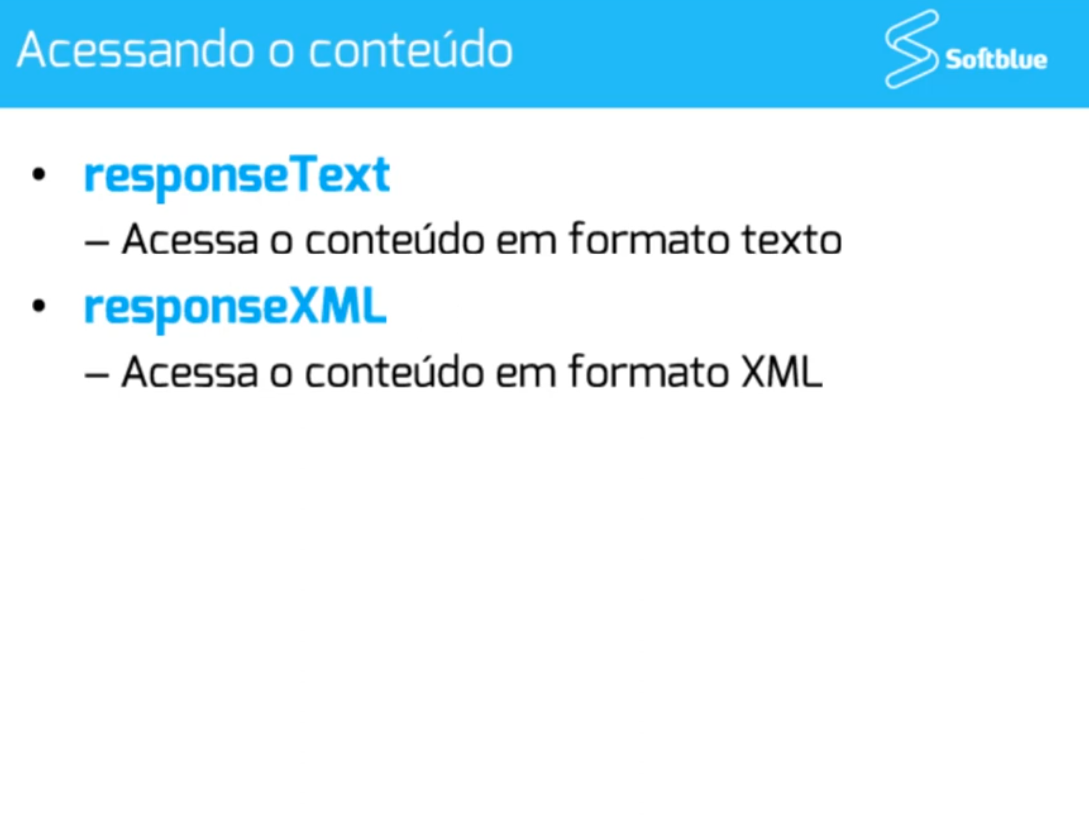 Acessando o conteúdo
Softblue
• responseText
– Acessa o conteúdo em formato texto
• responseXML
– Acessa o conteúdo em formato XML